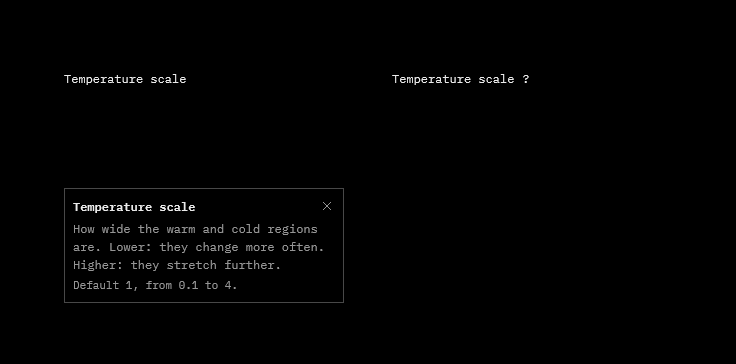 Temperature scale
Temperature scale ?
Temperature scale
How wide the warm and cold regions
are. Lower: they change more often.
Higher: they stretch further.
Default 1, from 0.1 to 4.